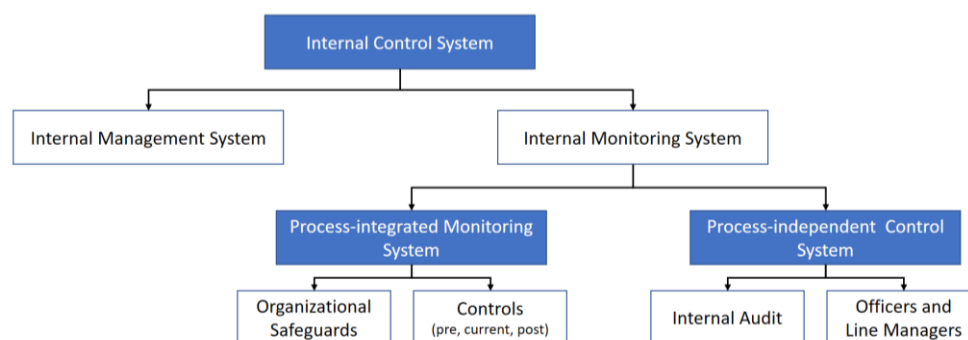 Internal Control System
Internal Management System
Internal Monitoring System
Process-integrated Monitoring
System
Process-independent Control
System
Organizational
Safeguards
Controls
(pre, current, post)
Internal Audit
Officers and
Line Managers